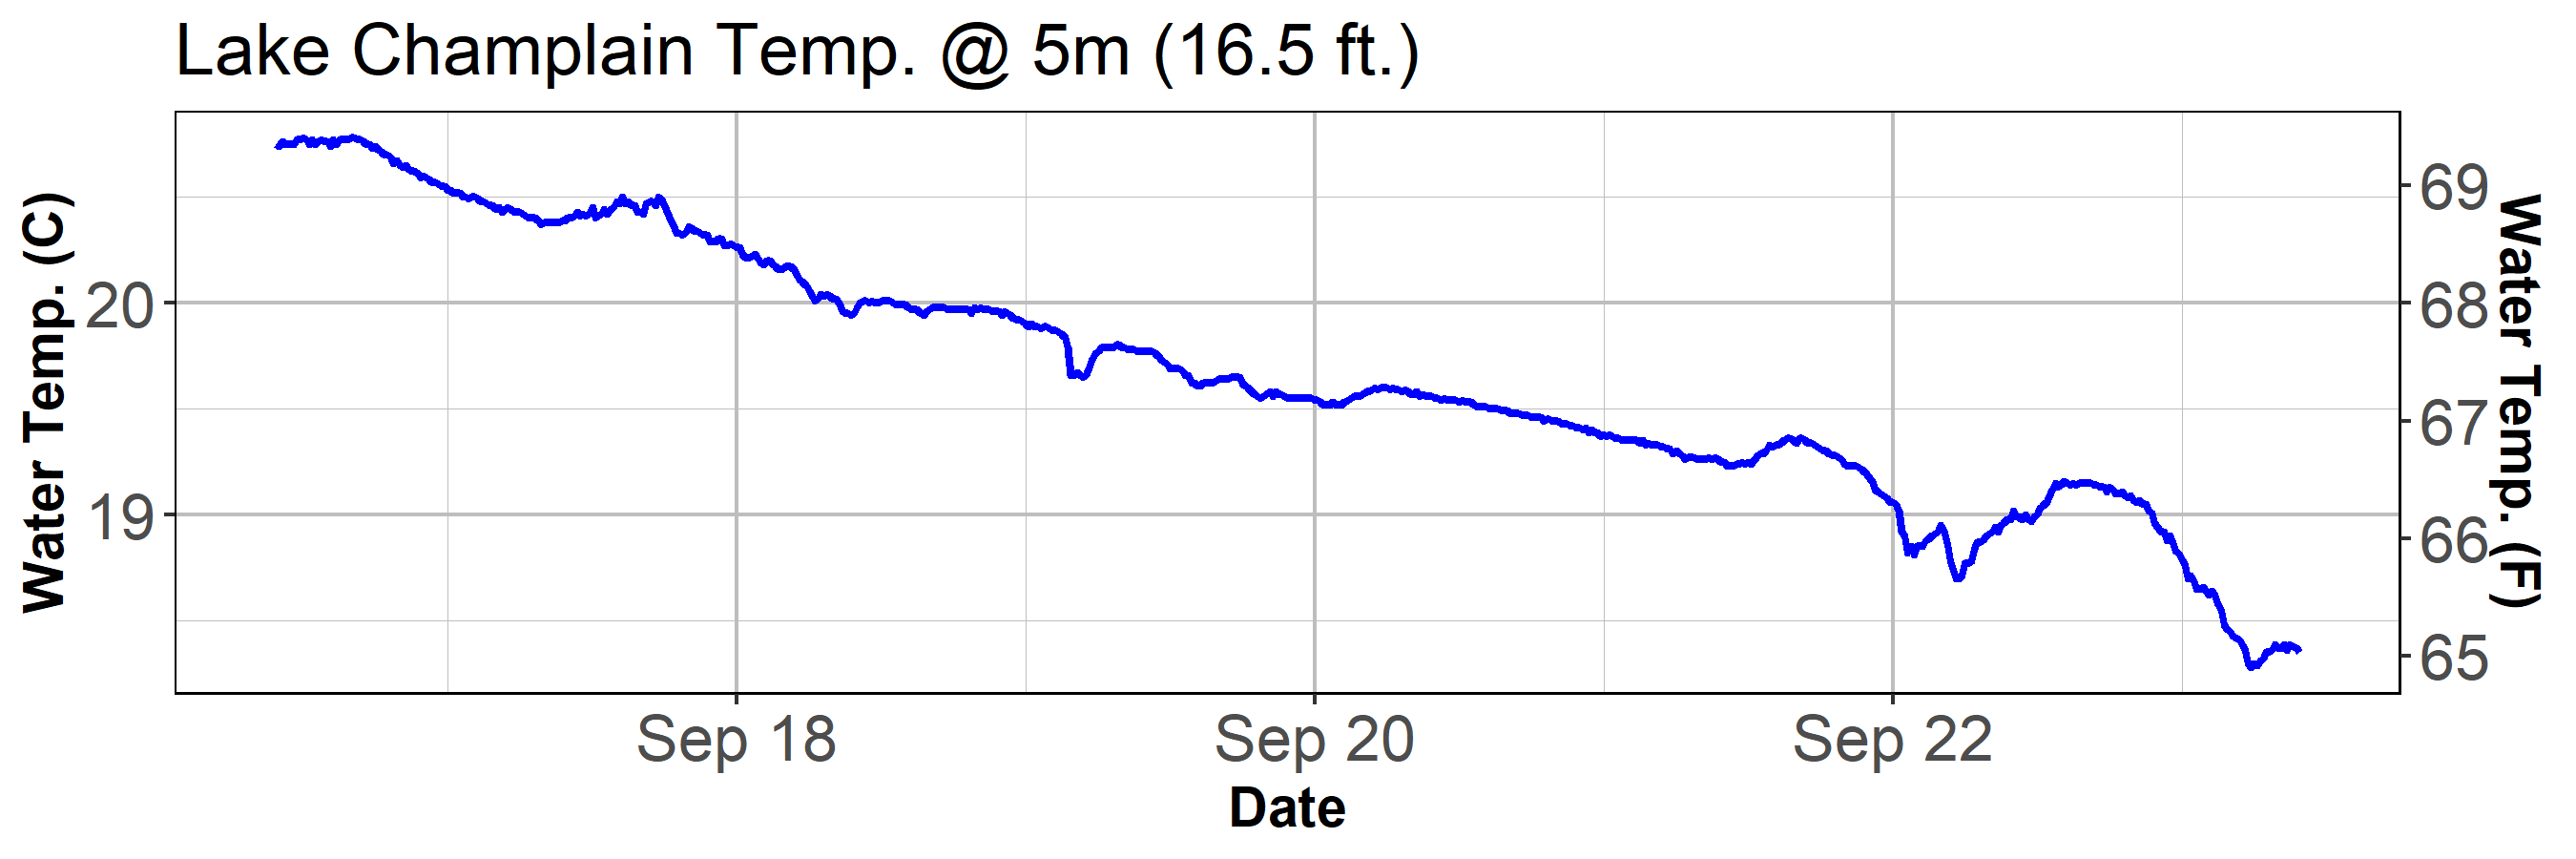 Lake Champlain Temp. @ 5m (16.5 ft.)
Water Temp. (C)
20
19
69
68
67
66
65
Water Temp. (F)
Sep 18
Sep 20
Sep 22
Date